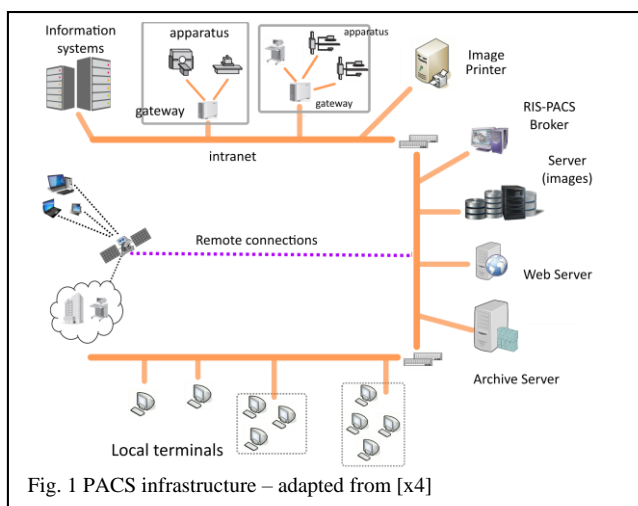 Information
systems
apparatus
gateway
apparatus
gateway
Image
Printer
RIS-PACS
Broker
intranet
Server
(images)
Remote connections
Web Server
Archive Server
Local terminals
Fig. 1 PACS infrastructure – adapted from [x4]